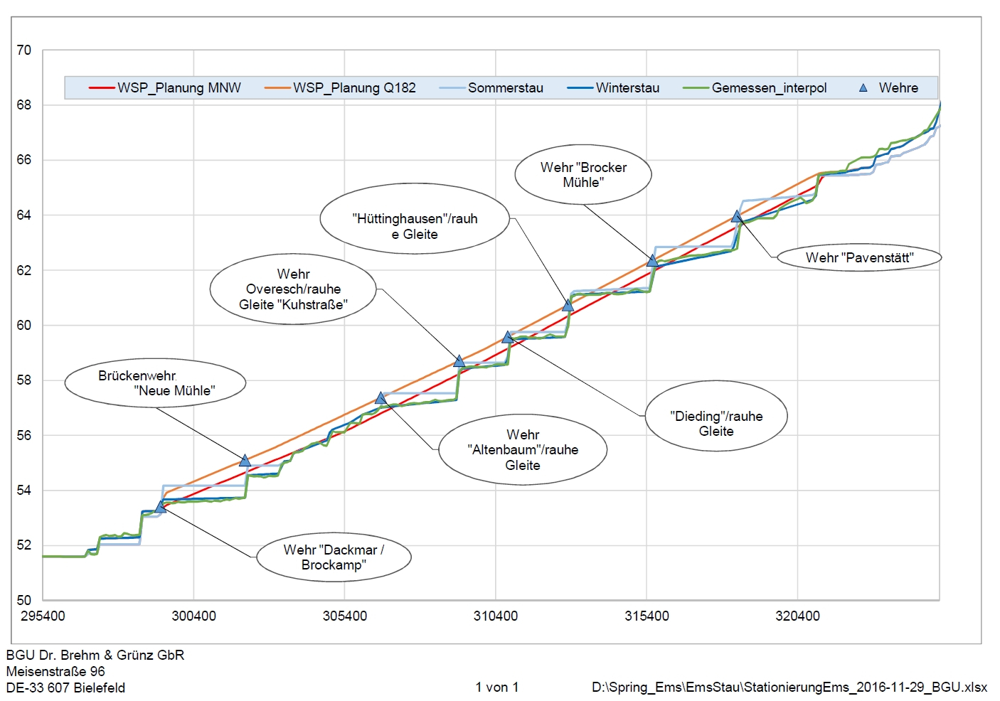 70
WSP_Planung MNW WSP_Planung Q182 Sommerstau Winterstau Gemessen_interpol Wehre
68
66
Wehr "Brocker
Mühle"
64
"Hüttinghausen"/rauh
e Gleite
Wehr "Pavenstätt"
62
Wehr
Overesch/rauhe
Gleite "Kuhstraße"
60
58
Brückenwehr
"Neue Mühle"
"Dieding"/rauhe
Gleite
56
Wehr
"Altenbaum"/rauhe
Gleite
54
52
Wehr "Dackmar /
Brockamp"
50
295400 300400 305400 310400 315400 320400
BGU Dr. Brehm & Grünz GbR
Meisenstraße 96
DE-33 607 Bielefeld 1 von 1 D:\Spring_Ems\EmsStau\StationierungEms_2016-11-29_BGU.xlsx